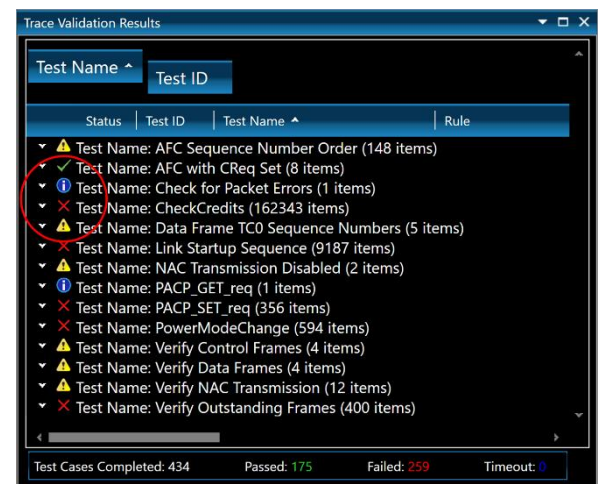 Trace Validation Results
Test Name
Test ID
Status Test ID Test Name Rule
Test Name: AFC Sequence Number Order (148 items)
Test Name: AFC with CReq Set (8 items)
Test Name: Check for Packet Errors (1 items)
Test Name: CheckCredits (162343 items)
Test Name: Data Frame TC0 Sequence Numbers (5 items)
Test Name: Link Startup Sequence (9187 items)
Test Name: NAC Transmission Disabled (2 items)
Test Name: PACP_GET_req (1 items)
Test Name: PACP_SET_req (356 items)
Test Name: PowerModeChange (594 items)
Test Name: Verify Control Frames (4 items)
Test Name: Verify Data Frames (4 items)
Test Name: Verify NAC Transmission (12 items)
Test Name: Verify Outstanding Frames (400 items)
Test Cases Completed: 434 Passed: 175 Failed: 259 Timeout: 0